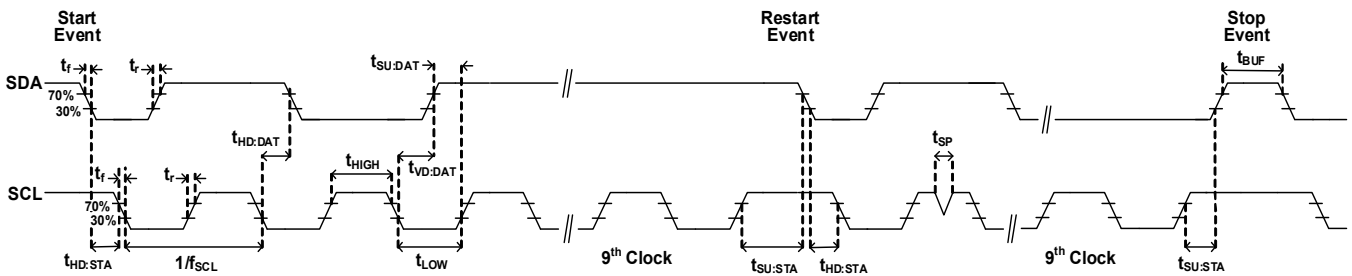 Start
Event
Restart
Event
Stop
Event
tf
tr
tSU:DAT
tBUF
SDA
70%
30%
tHD:DAT
tHIGH
tVD:DAT
tSP
tf
tr
SCL
70%
30%
tHD:STA
1/fSCL
tLOW
9th Clock
tSU:STA
tHD:STA
9th Clock
tSU:STA